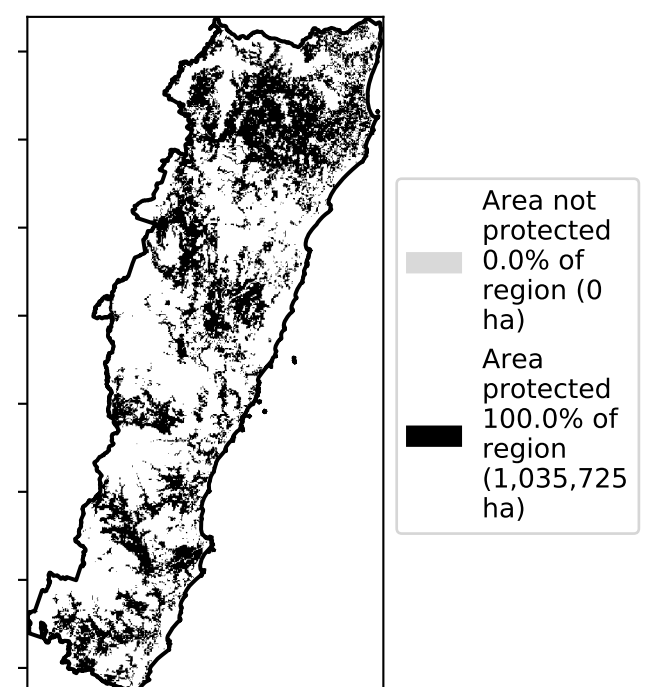 Area not
protected
0.0% of
region (0
ha)
Area
protected
100.0% of
region
(1,035,725
ha)